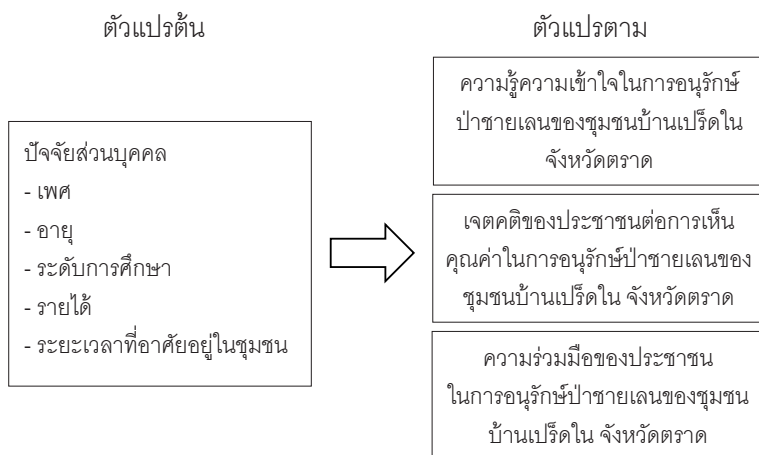 ตัวแปรต้น
ปัจจัยส่วนบุคคล
- เพศ
- อายุ
- ระดับการศึกษา
- รายได้
- ระยะเวลาที่อาศัยอยู่ในชุมชน
ตัวแปรตาม
ความรู้ความเข้าใจในการอนุรักษ์
ป่าชายเลนของชุมชนบ้านเปร็ดใน
จังหวัดตราด
เจตคติของประชาชนต่อการเห็น
คุณค่าในการอนุรักษ์ป่าชายเลนของ
ชุมชนบ้านเปร็ดใน จังหวัดตราด
ความร่วมมือของประชาชน
ในการอนุรักษ์ป่าชายเลนของชุมชน
บ้านเปร็ดใน จังหวัดตราด